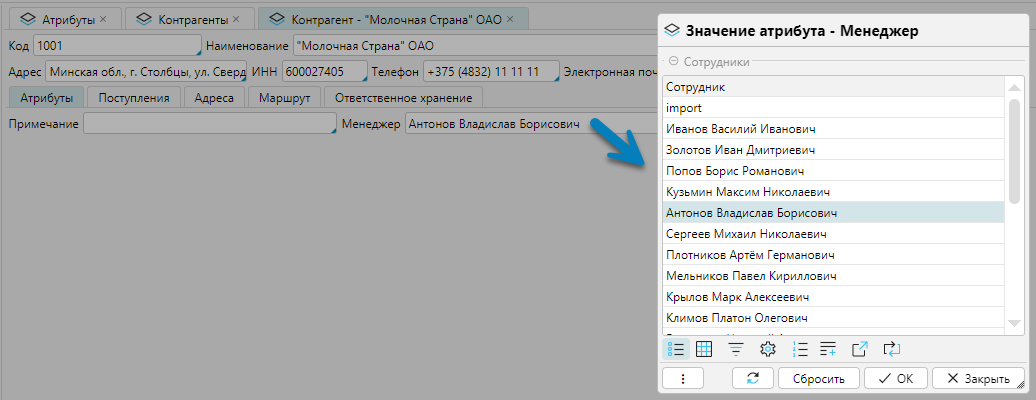 Атрибуты × Контрагенты × Контрагент - "Молочная Страна" ОАО ×
Код 1001 Наименование "Молочная Страна" ОАО
Адрес Минская обл., г. Столбцы, ул. Сверд ИНН 600027405 Телефон +375 (4832) 11 11 11 Электронная поч
Атрибуты Поступления Адреса Маршрут Ответственное хранение
Примечание Менеджер Антонов Владислав Борисович
Значение атрибута - Менеджер
Сотрудники
Сотрудник
import
Иванов Василий Иванович
Золотов Иван Дмитриевич
Попов Борис Романович
Кузьмин Максим Николаевич
Антонов Владислав Борисович
Сергеев Михаил Николаевич
Плотников Артём Германович
Мельников Павел Кириллович
Крылов Марк Алексеевич
Климов Платон Олегович
Сбросить OK Закрыть